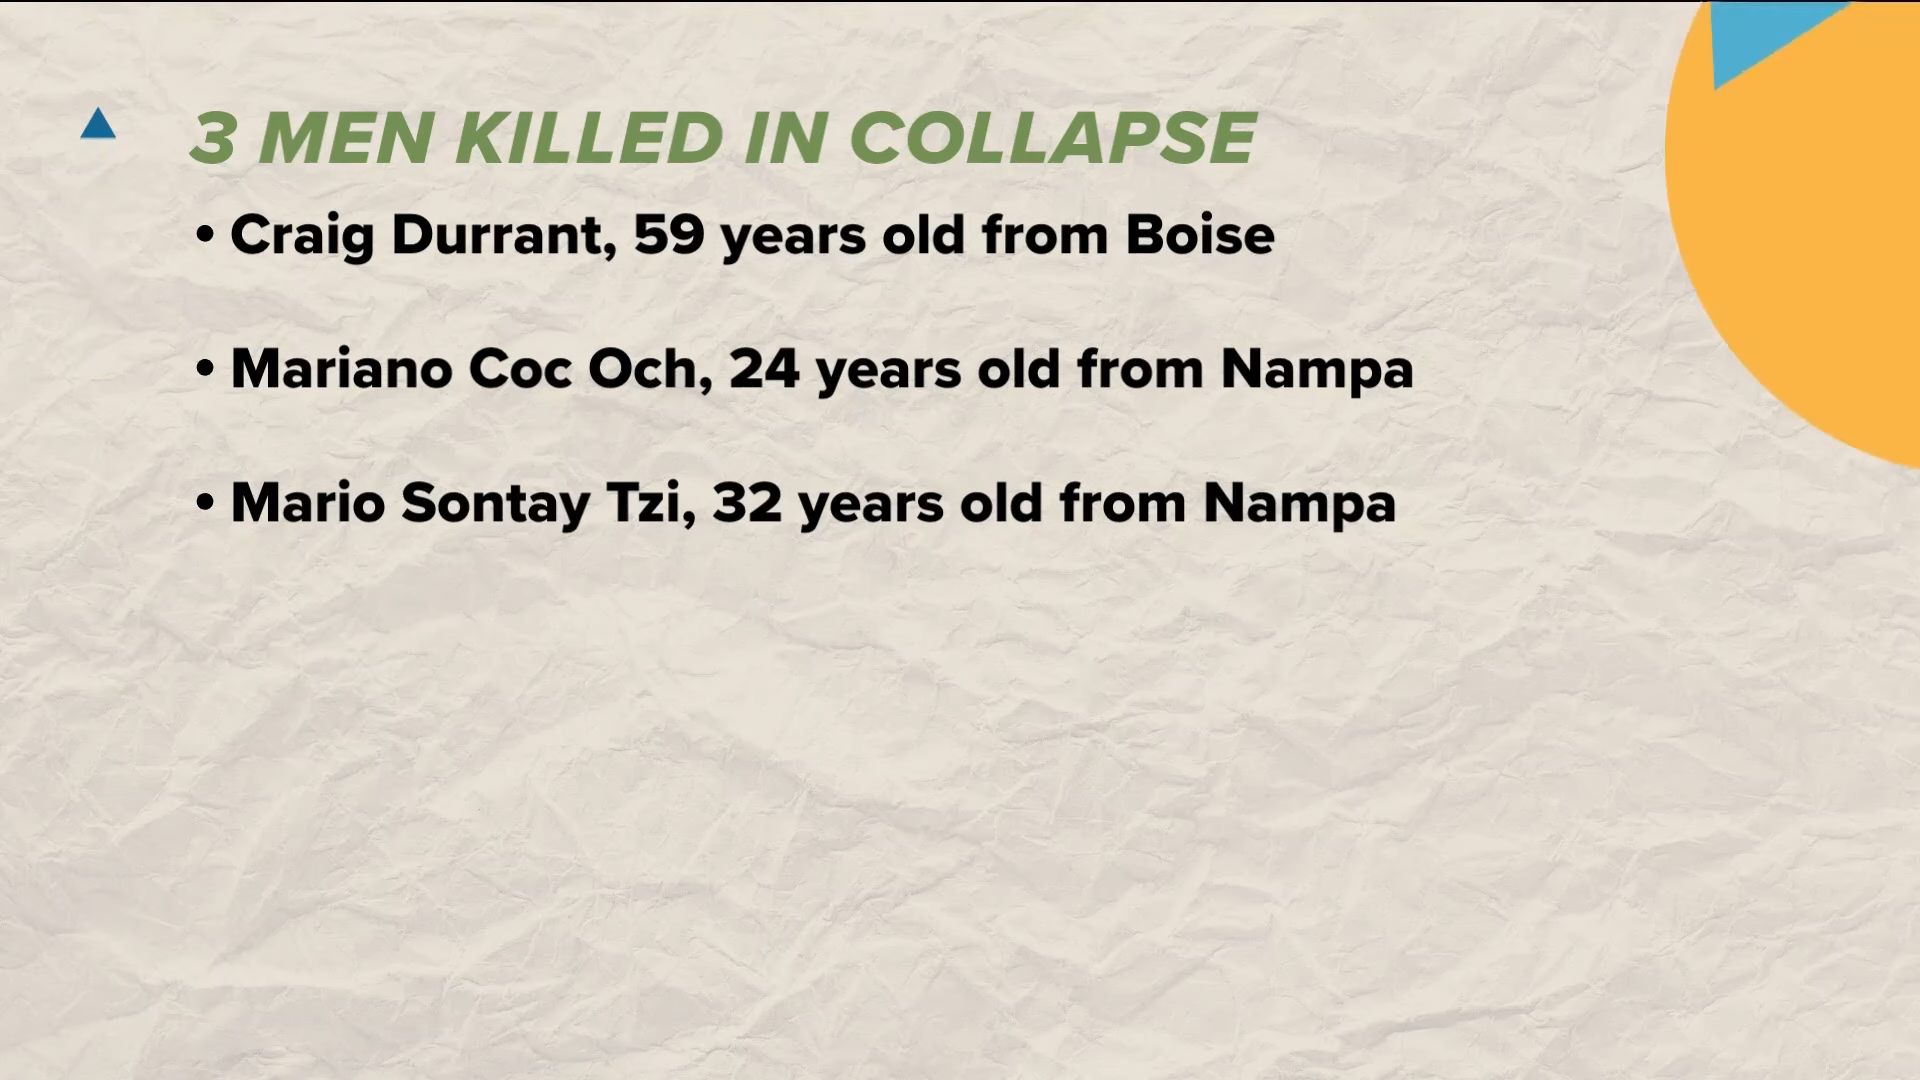 3 MEN KILLED IN COLLAPSE
• Craig Durrant, 59 years old from Boise
• Mariano Coc Och, 24 years old from Nampa
• Mario Sontay Tzi, 32 years old from Nampa